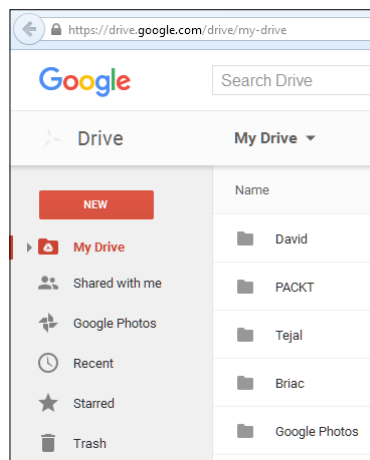 https://drive.google.com/drive/my-drive
Google
Search Drive
Drive
My Drive
NEW
My Drive
Shared with me
Google Photos
Recent
Starred
Trash
Name
David
PACKT
Tejal
Briac
Google Photos